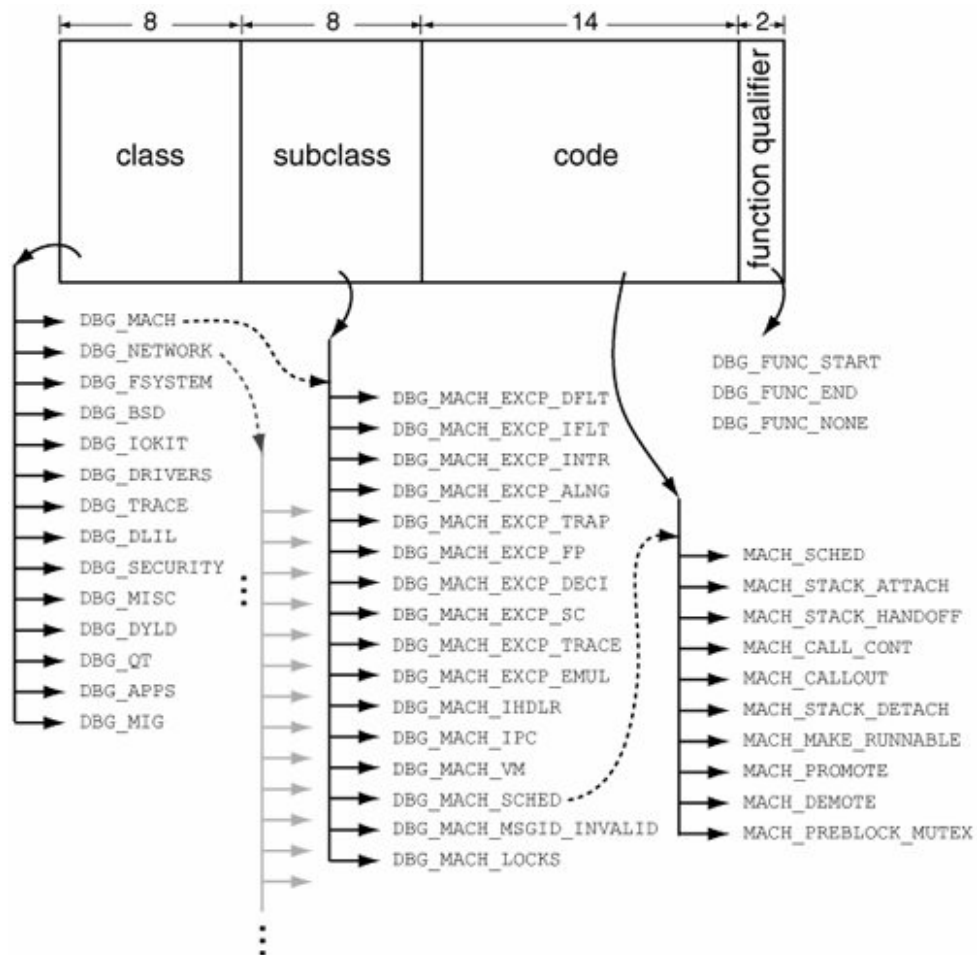 8 8 14 2
class
subclass
code
function qualifier
DBG_MACH
DBG_NETWORK
DBG_FSYSTEM
DBG_BSD
DBG_IOKIT
DBG_DRIVERS
DBG_TRACE
DBG_DLIL
DBG_SECURITY
DBG_MISC
DBG_DYLD
DBG_QT
DBG_APPS
DBG_MIG
DBG_MACH_EXCP_DFLT
DBG_MACH_EXCP_IFLT
DBG_MACH_EXCP_INTR
DBG_MACH_EXCP_ALNG
DBG_MACH_EXCP_TRAP
DBG_MACH_EXCP_FP
DBG_MACH_EXCP_DECI
DBG_MACH_EXCP_SC
DBG_MACH_EXCP_TRACE
DBG_MACH_EXCP_EMUL
DBG_MACH_IHDLR
DBG_MACH_IPC
DBG_MACH_VM
DBG_MACH_SCHED
DBG_MACH_MSGID_INVALID
DBG_MACH_LOCKS
MACH_SCHED
MACH_STACK_ATTACH
MACH_STACK_HANDOFF
MACH_CALL_CONT
MACH_CALLOUT
MACH_STACK_DETACH
MACH_MAKE_RUNNABLE
MACH_PROMOTE
MACH_DEMOTE
MACH_PREBLOCK_MUTEX
DBG_FUNC_START
DBG_FUNC_END
DBG_FUNC_NONE